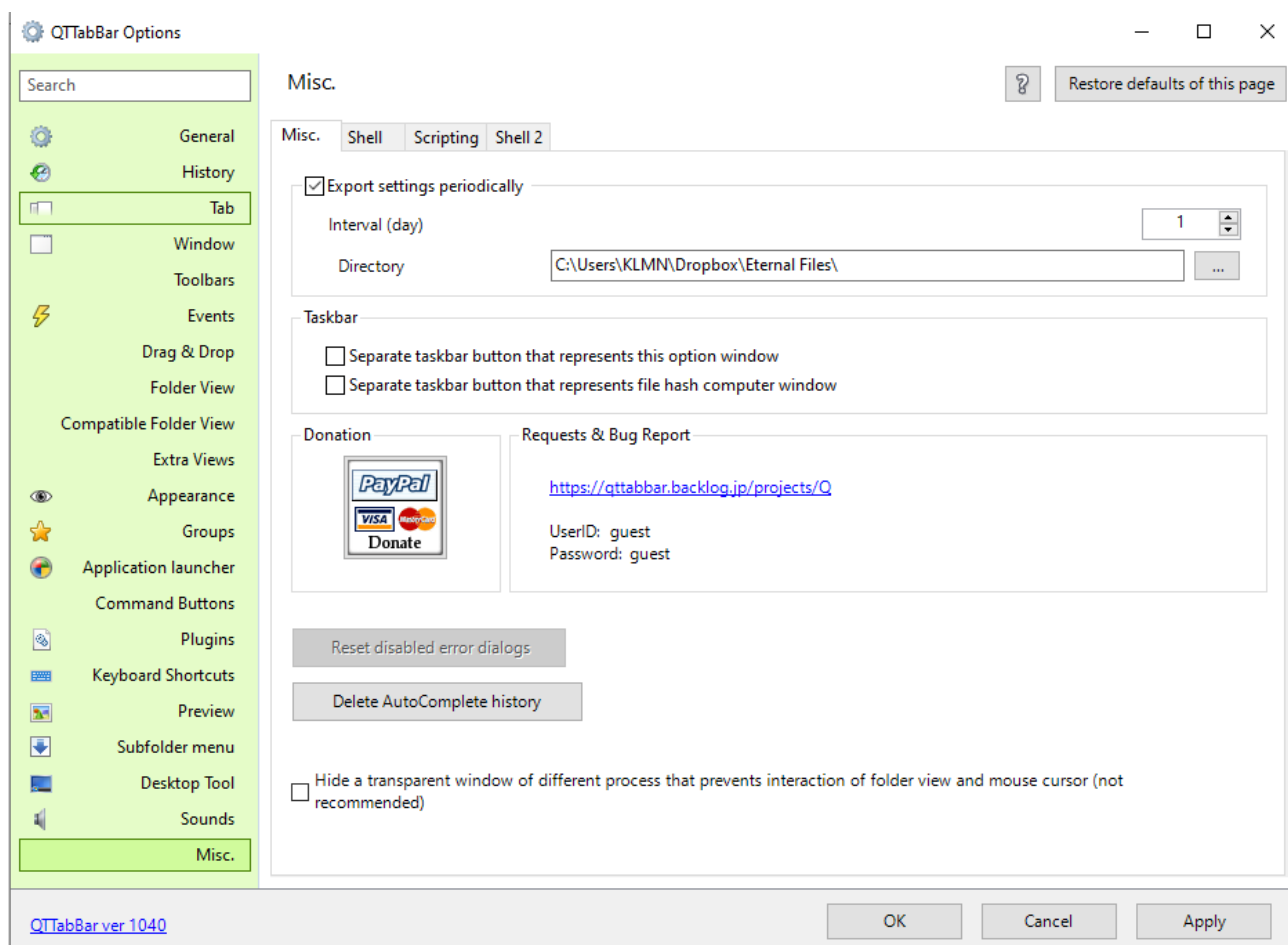 QTTabBar Options
Search
General
History
Tab
Window
Toolbars
Events
Drag & Drop
Folder View
Compatible Folder View
Extra Views
Appearance
Groups
Application launcher
Command Buttons
Plugins
Keyboard Shortcuts
Preview
Subfolder menu
Desktop Tool
Sounds
Misc.
QTTabBar ver 1040
Misc.
?
Restore defaults of this page
Misc. Shell Scripting Shell 2
Export settings periodically
Interval (day) 1
Directory C:\Users\KLMN\Dropbox\Eternal Files\ ...
Taskbar
Separate taskbar button that represents this option window
Separate taskbar button that represents file hash computer window
Donation
PayPal
VISA MasterCard
Donate
Requests & Bug Report
https://qttabbar.backlog.jp/projects/Q
UserID: guest
Password: guest
Reset disabled error dialogs
Delete AutoComplete history
Hide a transparent window of different process that prevents interaction of folder view and mouse cursor (not
recommended)
OK Cancel Apply